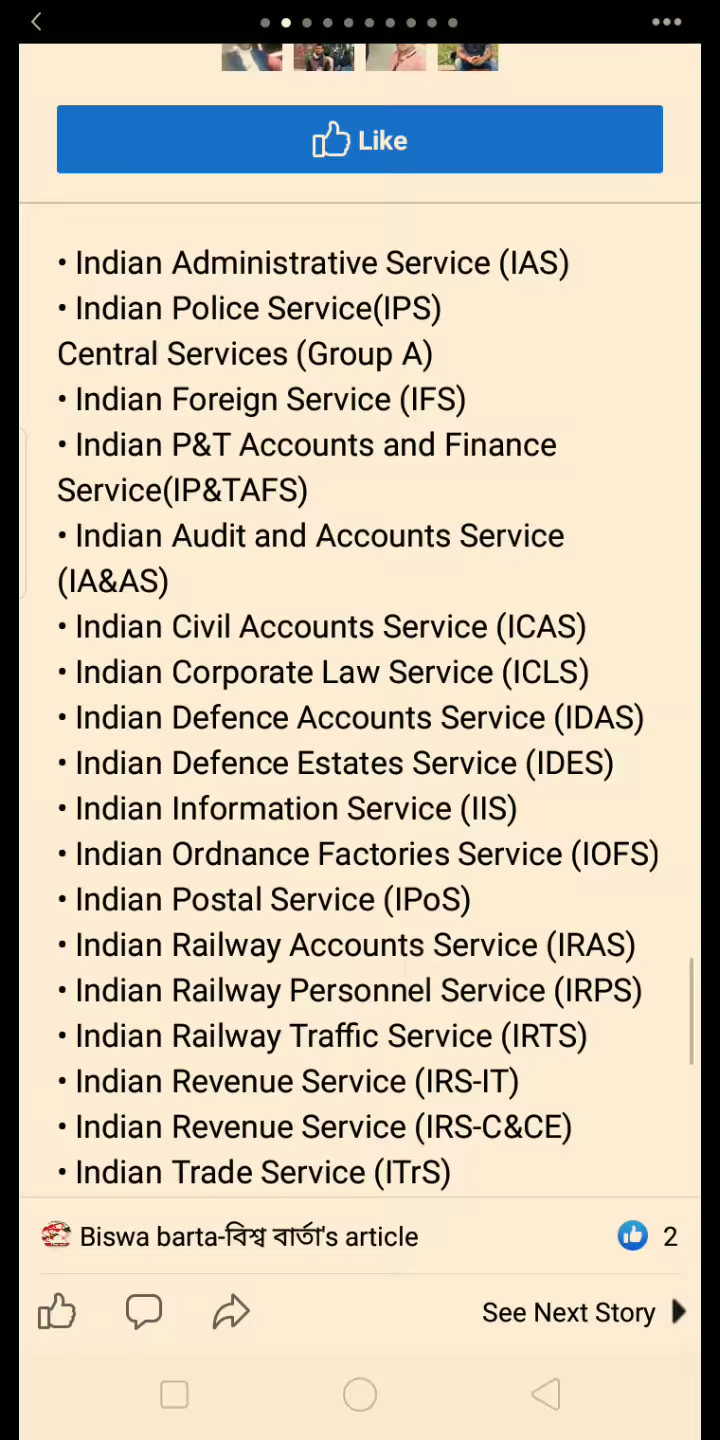 Like
• Indian Administrative Service (IAS)
• Indian Police Service(IPS)
Central Services (Group A)
• Indian Foreign Service (IFS)
• Indian P&T Accounts and Finance
Service(IP&TAFS)
• Indian Audit and Accounts Service
(IA&AS)
• Indian Civil Accounts Service (ICAS)
• Indian Corporate Law Service (ICLS)
• Indian Defence Accounts Service (IDAS)
• Indian Defence Estates Service (IDES)
• Indian Information Service (IIS)
• Indian Ordnance Factories Service (IOFS)
• Indian Postal Service (IPoS)
• Indian Railway Accounts Service (IRAS)
• Indian Railway Personnel Service (IRPS)
• Indian Railway Traffic Service (IRTS)
• Indian Revenue Service (IRS-IT)
• Indian Revenue Service (IRS-C&CE)
• Indian Trade Service (ITrS)
Biswa barta-বিশ্ব বার্তা's article 2
See Next Story